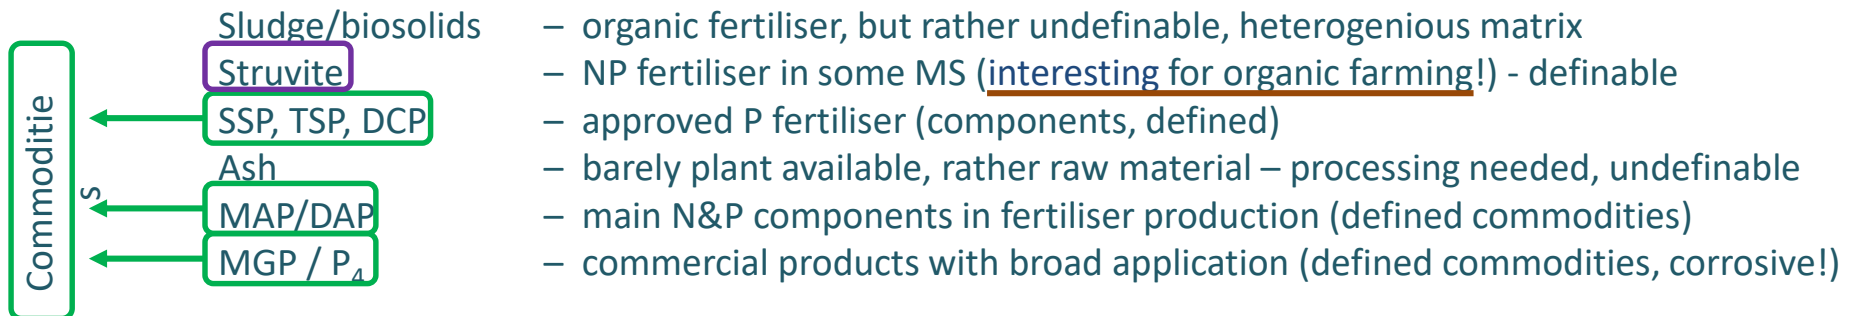 Commodities
Sludge/biosolids – organic fertiliser, but rather undefinable, heterogenious matrix
Struvite – NP fertiliser in some MS (interesting for organic farming!) - definable
SSP, TSP, DCP – approved P fertiliser (components, defined)
Ash – barely plant available, rather raw material – processing needed, undefinable
MAP/DAP – main N&P components in fertiliser production (defined commodities)
MGP / P₄ – commercial products with broad application (defined commodities, corrosive!)